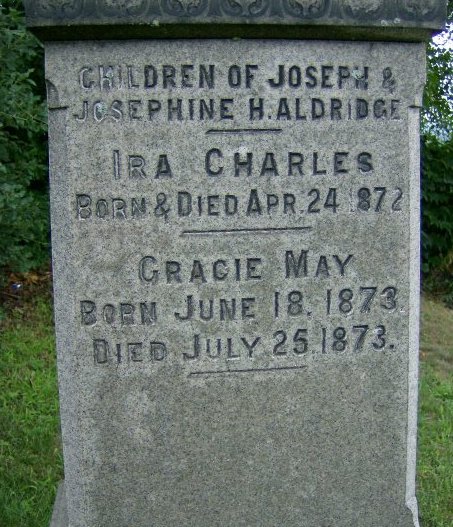 CHILDREN OF JOSEPH &
JOSEPHINE H. ALDRIDGE
IRA CHARLES
BORN & DIED APR. 24 1872
GRACIE MAY
BORN JUNE 18, 1873
DIED JULY 25 1873.